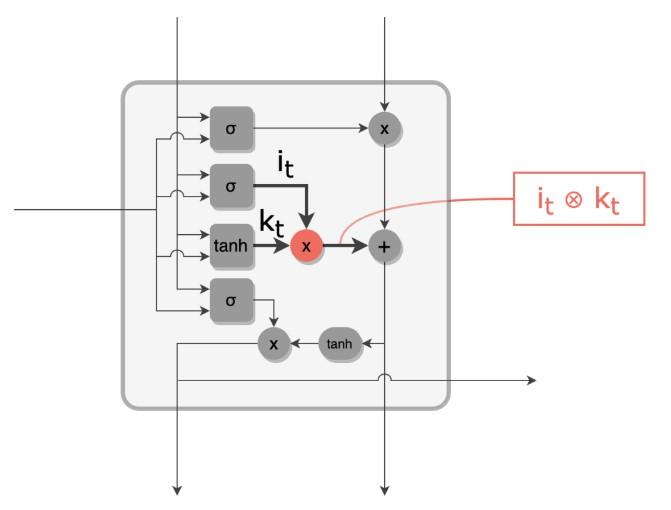 σ
x
σ
i_t
k_t
tanh
x
+
i_t ⊗ k_t
σ
x
tanh